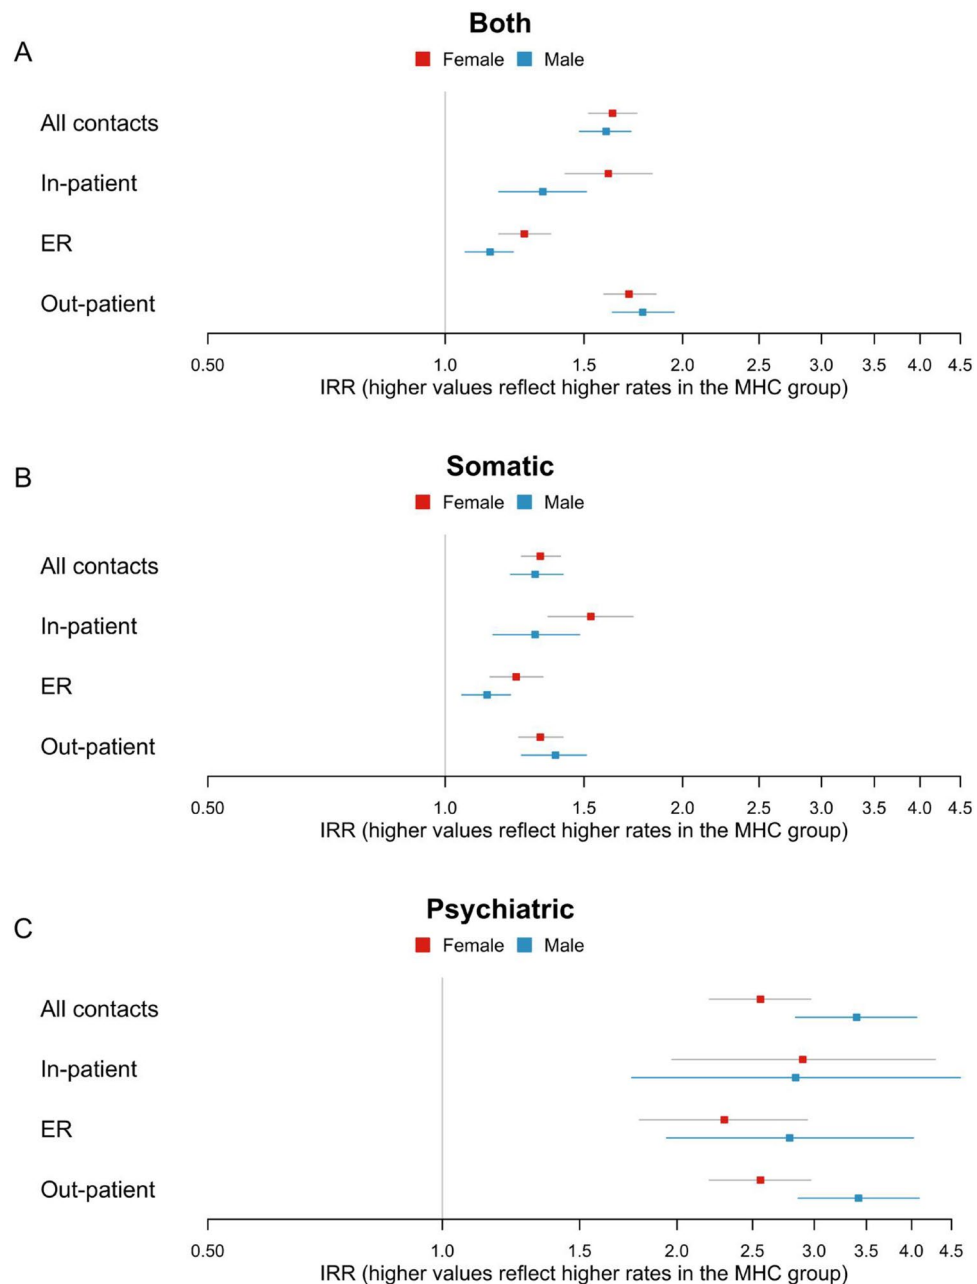 Both
A
Female Male
All contacts
In-patient
ER
Out-patient
0.50 1.0 1.5 2.0 2.5 3.0 3.5 4.0 4.5
IRR (higher values reflect higher rates in the MHC group)
Somatic
B
Female Male
All contacts
In-patient
ER
Out-patient
0.50 1.0 1.5 2.0 2.5 3.0 3.5 4.0 4.5
IRR (higher values reflect higher rates in the MHC group)
Psychiatric
C
Female Male
All contacts
In-patient
ER
Out-patient
0.50 1.0 1.5 2.0 2.5 3.0 3.5 4.0 4.5
IRR (higher values reflect higher rates in the MHC group)